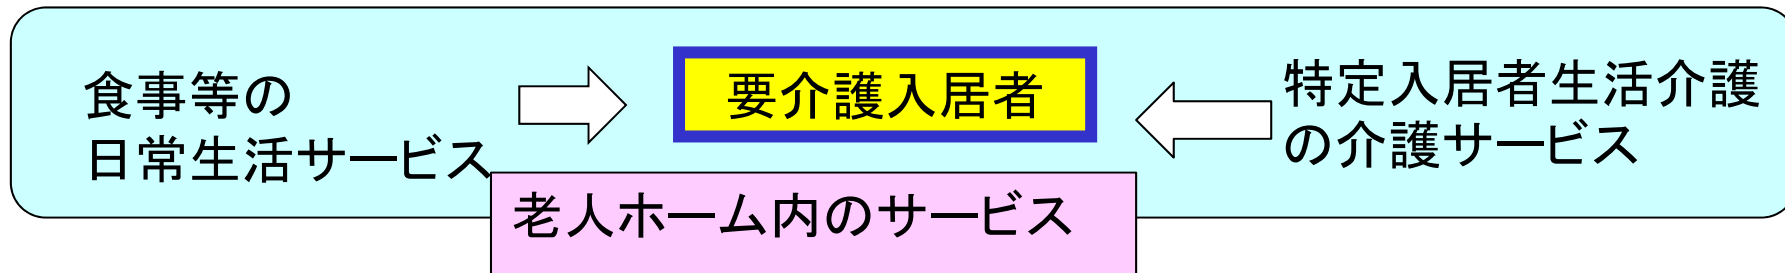 食事等の
日常生活サービス
要介護入居者
特定入居者生活介護
の介護サービス
老人ホーム内のサービス